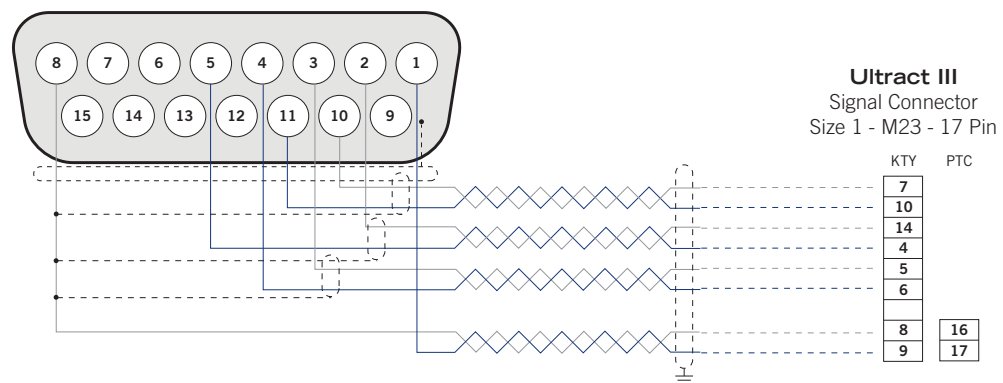 8 7 6 5 4 3 2 1
15 14 13 12 11 10 9
Ultract III
Signal Connector
Size 1 - M23 - 17 Pin
KTY PTC
7
10
14
4
5
6
8 16
9 17